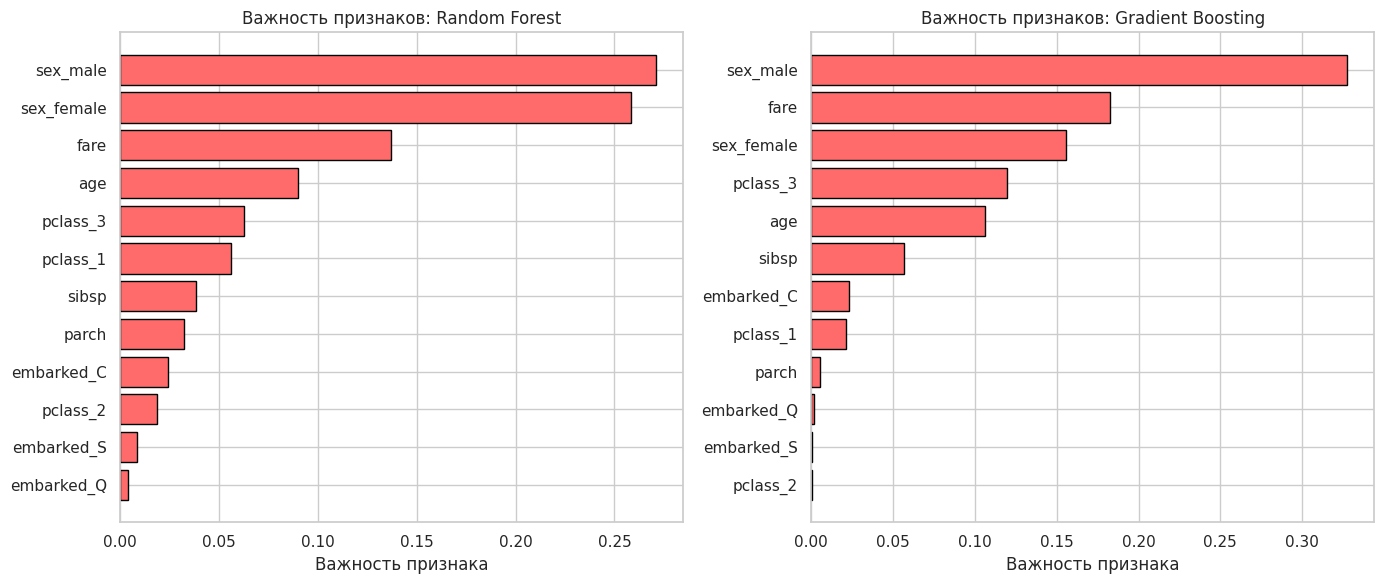 Важность признаков: Random Forest
sex_male
sex_female
fare
age
pclass_3
pclass_1
sibsp
parch
embarked_C
pclass_2
embarked_S
embarked_Q
0.00 0.05 0.10 0.15 0.20 0.25
Важность признака
Важность признаков: Gradient Boosting
sex_male
fare
sex_female
pclass_3
age
sibsp
embarked_C
pclass_1
parch
embarked_Q
embarked_S
pclass_2
0.00 0.05 0.10 0.15 0.20 0.25 0.30
Важность признака